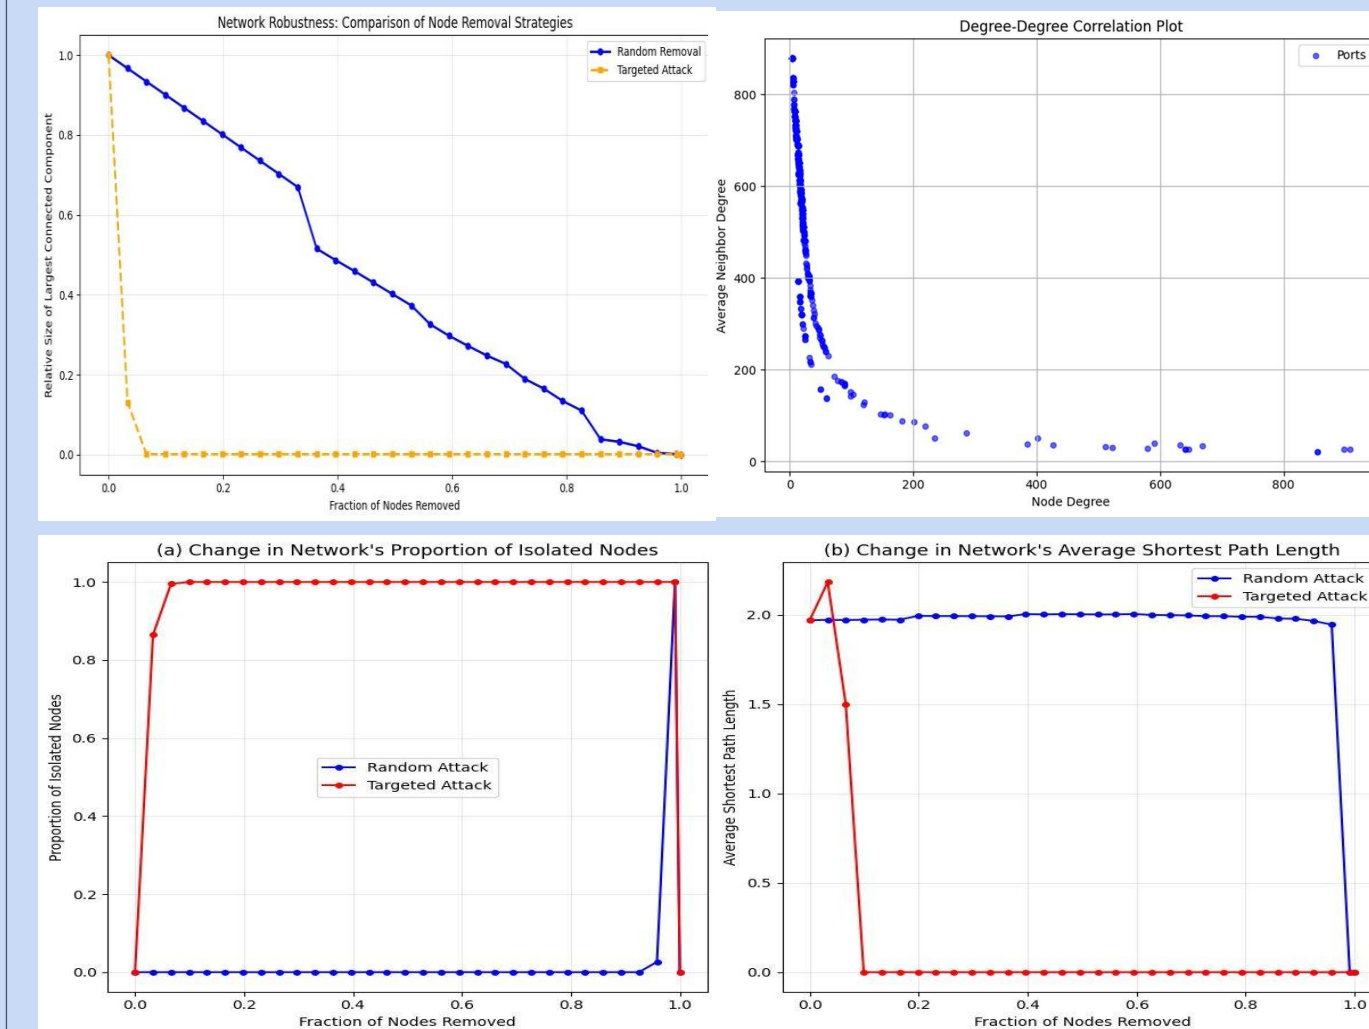 Network Robustness: Comparison of Node Removal Strategies
Relative Size of Largest Connected Component
1.0
0.8
0.6
0.4
0.2
0.0
Random Removal
Targeted Attack
0.0 0.2 0.4 0.6 0.8 1.0
Fraction of Nodes Removed
Degree-Degree Correlation Plot
Average Neighbor Degree
800
600
400
200
0
Ports
0 200 400 600 800
Node Degree
(a) Change in Network's Proportion of Isolated Nodes
Proportion of Isolated Nodes
1.0
0.8
0.6
0.4
0.2
0.0
Random Attack
Targeted Attack
0.0 0.2 0.4 0.6 0.8 1.0
Fraction of Nodes Removed
(b) Change in Network's Average Shortest Path Length
Average Shortest Path Length
2.0
1.5
1.0
0.5
0.0
Random Attack
Targeted Attack
0.0 0.2 0.4 0.6 0.8 1.0
Fraction of Nodes Removed